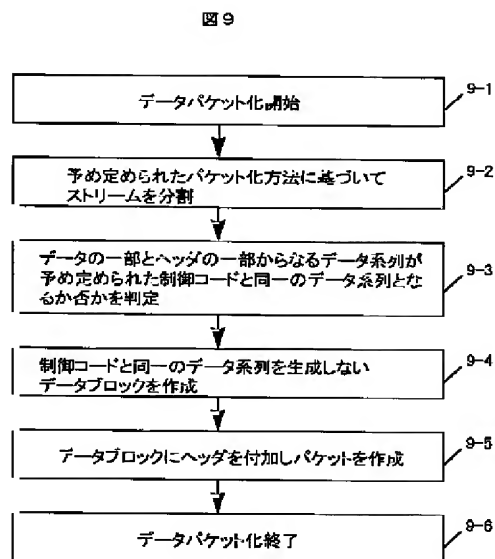 図9
データパケット化開始
9-1
予め定められたパケット化方法に基づいて
ストリームを分割
9-2
データの一部とヘッダの一部からなるデータ系列が
予め定められた制御コードと同一のデータ系列とな
るか否かを判定
9-3
制御コードと同一のデータ系列を生成しない
データブロックを作成
9-4
データブロックにヘッダを付加しパケットを作成
9-5
データパケット化終了
9-6